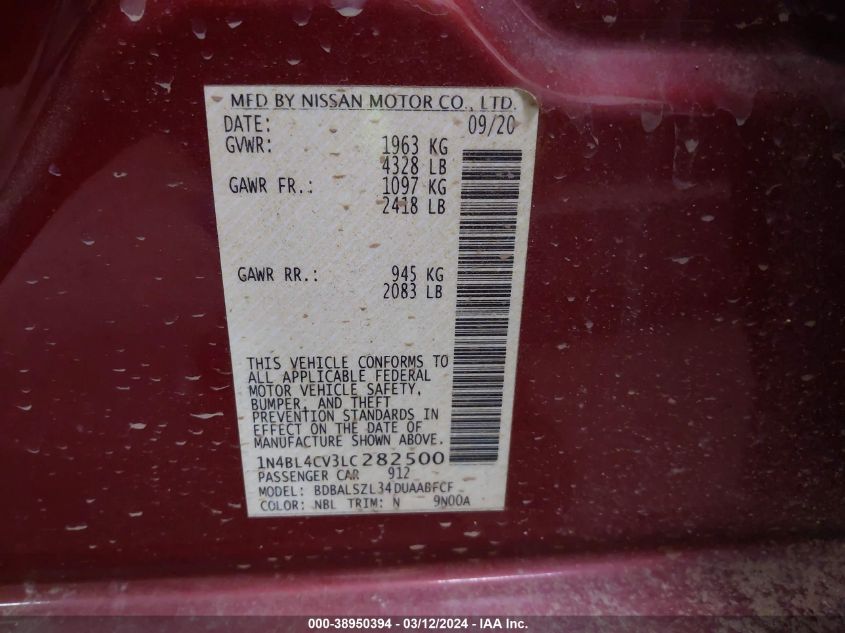 MFD BY NISSAN MOTOR CO., LTD.
DATE: 09/20
GVWR: 1963 KG
4328 LB
GAWR FR.: 1097 KG
2418 LB
GAWR RR.: 945 KG
2083 LB
THIS VEHICLE CONFORMS TO
ALL APPLICABLE FEDERAL
MOTOR VEHICLE SAFETY,
BUMPER, AND THEFT
PREVENTION STANDARDS IN
EFFECT ON THE DATE OF
MANUFACTURE SHOWN ABOVE.
1N4BL4CV3LC282500
PASSENGER CAR 912
MODEL: BDBALSZL34DUAABFCF
COLOR: NBL TRIM: N 9N00A
000-38950394 - 03/12/2024 - IAA Inc.